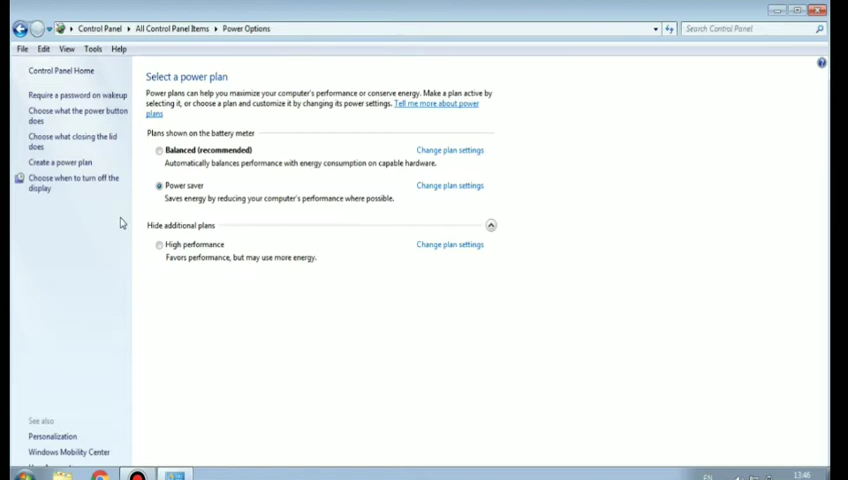 Control Panel
All Control Panel Items
Power Options
Search Control Panel
File Edit View Tools Help
Control Panel Home
Require a password on wakeup
Choose what the power button
does
Choose what closing the lid
does
Create a power plan
Choose when to turn off the
display
Select a power plan
Power plans can help you maximize your computer's performance or conserve energy. Make a plan active by
selecting it, or choose a plan and customize it by changing its power settings. Tell me more about power
plans
Plans shown on the battery meter
Balanced (recommended) Change plan settings
Automatically balances performance with energy consumption on capable hardware.
Power saver Change plan settings
Saves energy by reducing your computer's performance where possible.
Hide additional plans
High performance Change plan settings
Favors performance, but may use more energy.
See also
Personalization
Windows Mobility Center
EN
13:46